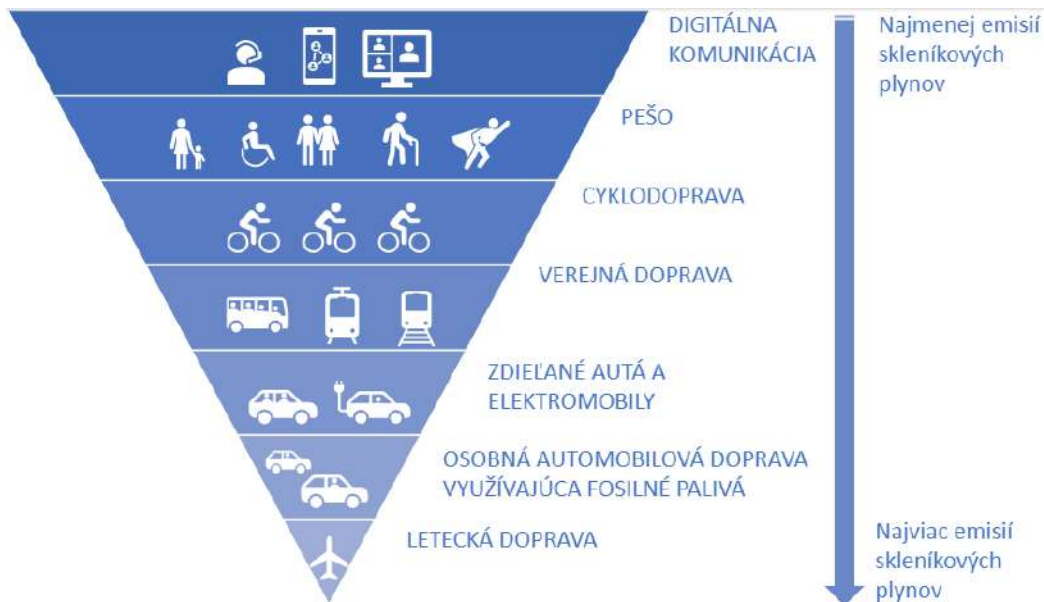 DIGITÁLNA
KOMUNIKÁCIA
Najmenej emisií
skleníkových
plynov
PEŠO
CYKLODOPRAVA
VEREJNÁ DOPRAVA
ZDIEĽANÉ AUTÁ A
ELEKTROMOBILY
OSOBNÁ AUTOMOBILOVÁ DOPRAVA
VYUŽÍVAJÚCA FOSILNÉ PALIVÁ
LETECKÁ DOPRAVA
Najviac emisií
skleníkových
plynov